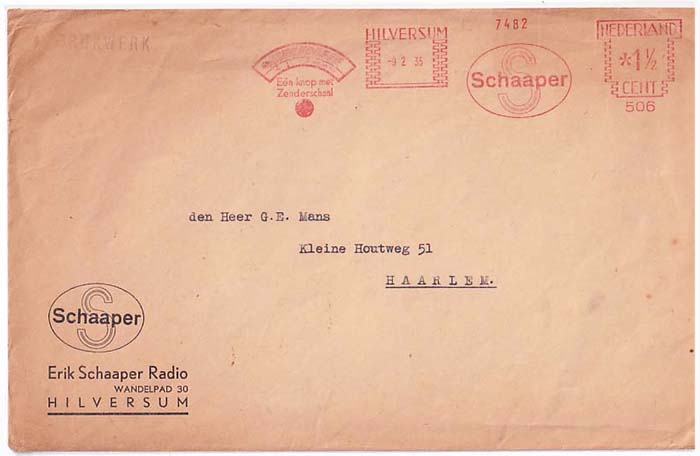 DRUKWERK
Eén knop met
Zenderschaal
HILVERSUM
-9 2 35
7482
Schaaper
NEDERLAND
*1½
CENT
506
den Heer G.E. Mans
Kleine Houtweg 51
HAARLEM.
Schaaper
Erik Schaaper Radio
WANDELPAD 30
HILVERSUM